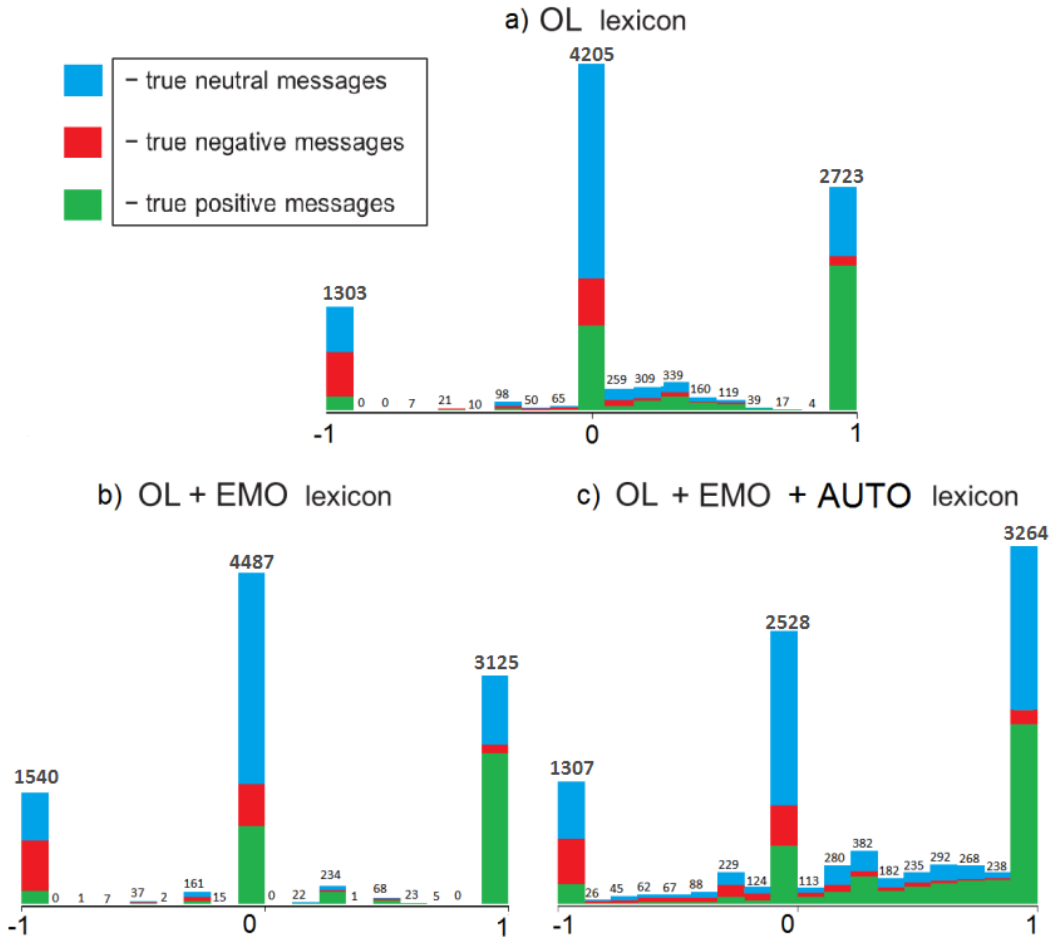 a) OL lexicon
– true neutral messages
– true negative messages
– true positive messages
4205
2723
1303
0 0 7 21 10 98 50 65 259 309 339 160 119 39 17 4
-1 0 1
b) OL + EMO lexicon
4487
3125
1540
0 1 7 37 2 161 15 0 22 234 1 68 23 5 0
-1 0 1
c) OL + EMO + AUTO lexicon
3264
2528
1307
26 45 62 67 88 229 124 113 280 382 182 235 292 268 238
-1 0 1